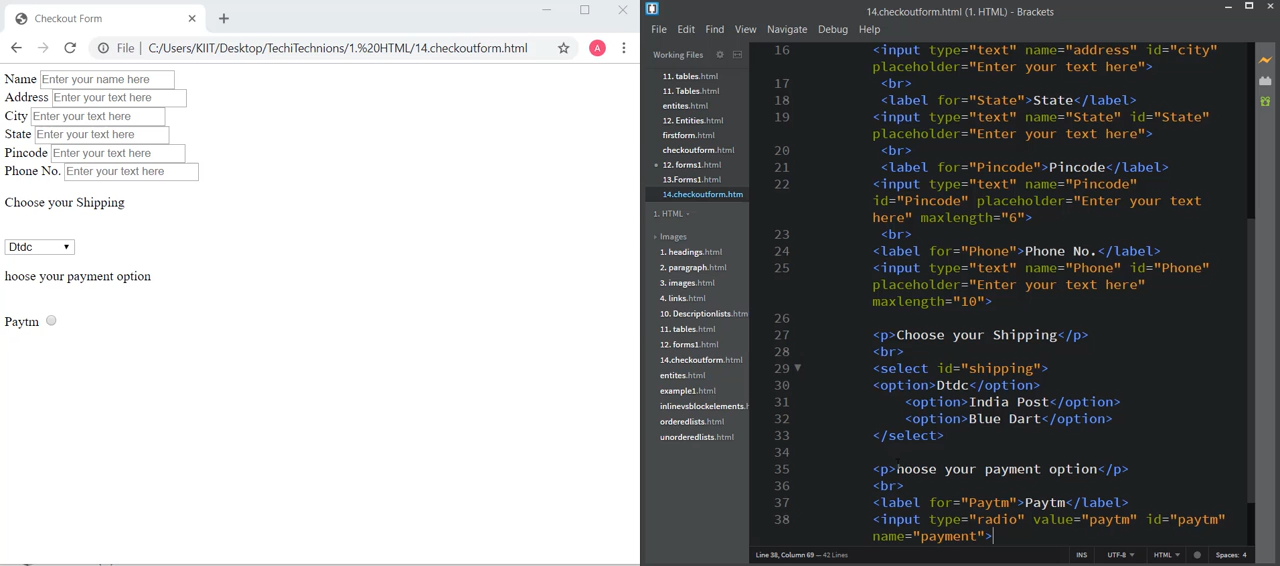 Checkout Form
File
C:/Users/KIIT/Desktop/TechiTechnions/1.%20HTML/14.checkoutform.html
A
Name Enter your name here
Address Enter your text here
City Enter your text here
State Enter your text here
Pincode Enter your text here
Phone No. Enter your text here
Choose your Shipping
Dtdc
hoose your payment option
Paytm
14.checkoutform.html (1. HTML) - Brackets
File Edit Find View Navigate Debug Help
Working Files
11. tables.html
11. Tables.html
entites.html
12. Entities.html
firstform.html
checkoutform.html
12. forms1.html
13.Forms1.html
14.checkoutform.htm
1. HTML
Images
1. headings.html
2. paragraph.html
3. images.html
4. links.html
10. Descriptionlists.htm
11. tables.html
12. forms1.html
14.checkoutform.html
entites.html
example1.html
inlinevsblockelements.h
orderedlists.html
unorderedlists.html
16 <input type="text" name="address" id="city"
placeholder="Enter your text here">
17 <br>
18 <label for="State">State</label>
19 <input type="text" name="State" id="State"
placeholder="Enter your text here">
20 <br>
21 <label for="Pincode">Pincode</label>
22 <input type="text" name="Pincode"
id="Pincode" placeholder="Enter your text
here" maxlength="6">
23 <br>
24 <label for="Phone">Phone No.</label>
25 <input type="text" name="Phone" id="Phone"
placeholder="Enter your text here"
maxlength="10">
26
27 <p>Choose your Shipping</p>
28 <br>
29 <select id="shipping">
30 <option>Dtdc</option>
31 <option>India Post</option>
32 <option>Blue Dart</option>
33 </select>
34
35 <p>hoose your payment option</p>
36 <br>
37 <label for="Paytm">Paytm</label>
38 <input type="radio" value="paytm" id="paytm"
name="payment">
Line 38, Column 69 — 42 Lines
INS UTF-8 HTML Spaces: 4